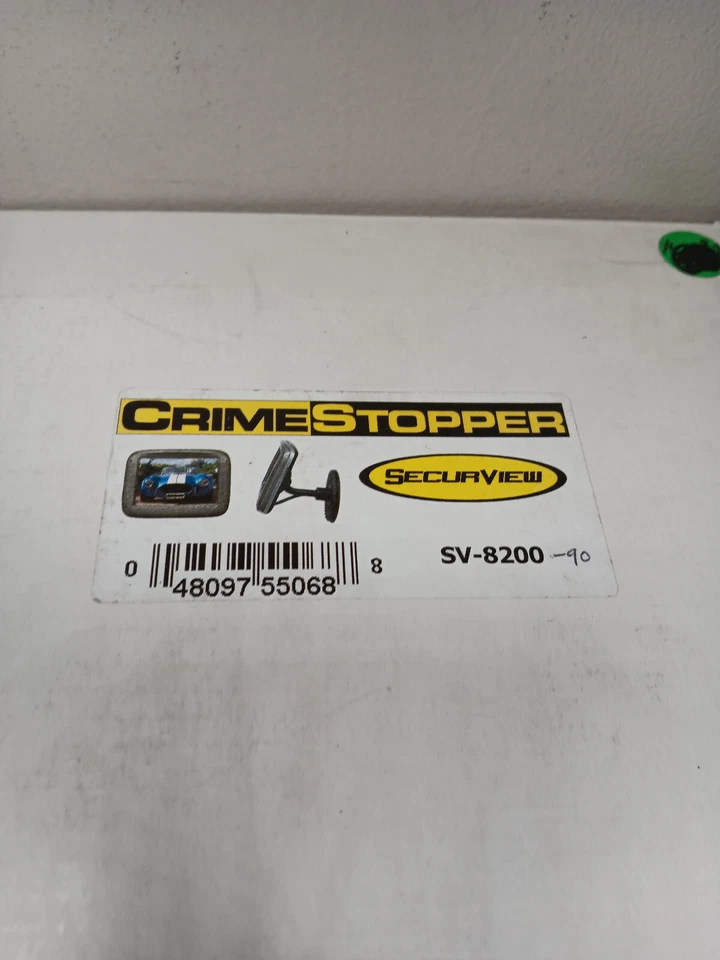 CRIMESTOPPER
SECURVIEW
SV-8200 -90
0 48097 55068 8